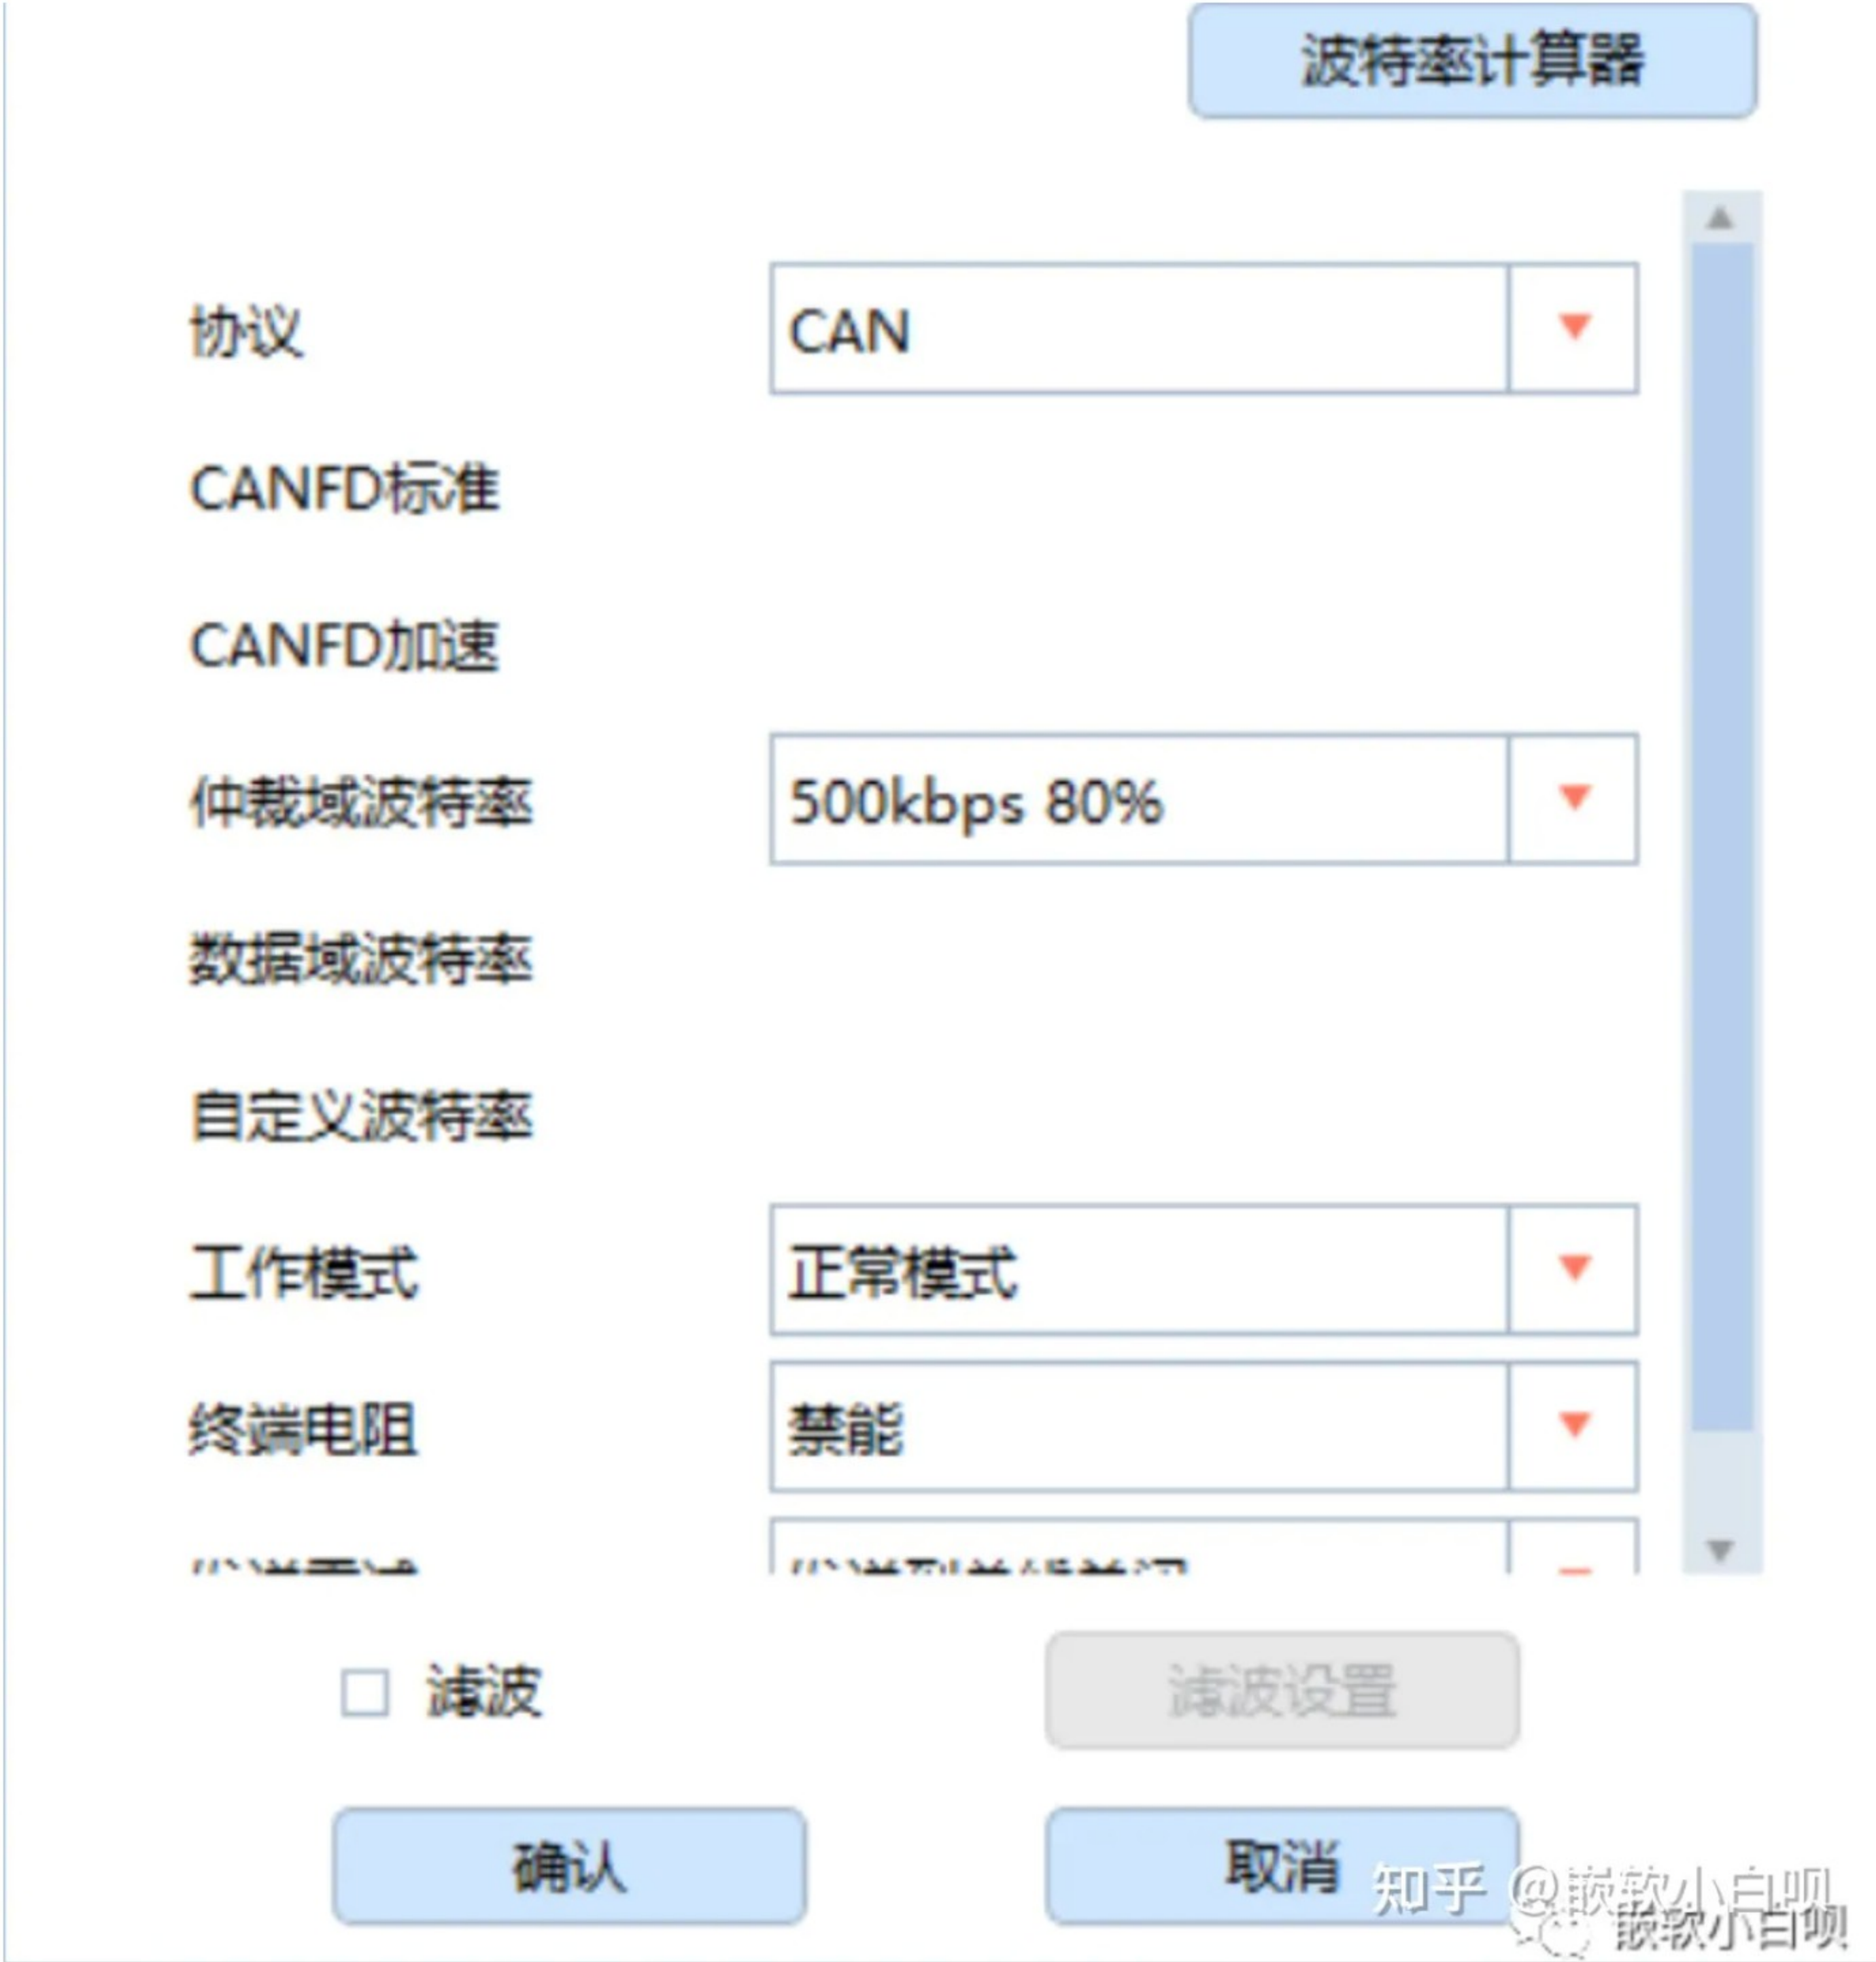 波特率计算器
协议 CAN
CANFD标准
CANFD加速
仲裁域波特率 500kbps 80%
数据域波特率
自定义波特率
工作模式 正常模式
终端电阻 禁能
滤波 滤波设置
确认 取消
知乎 @嵌软小白呗
嵌软小白呗